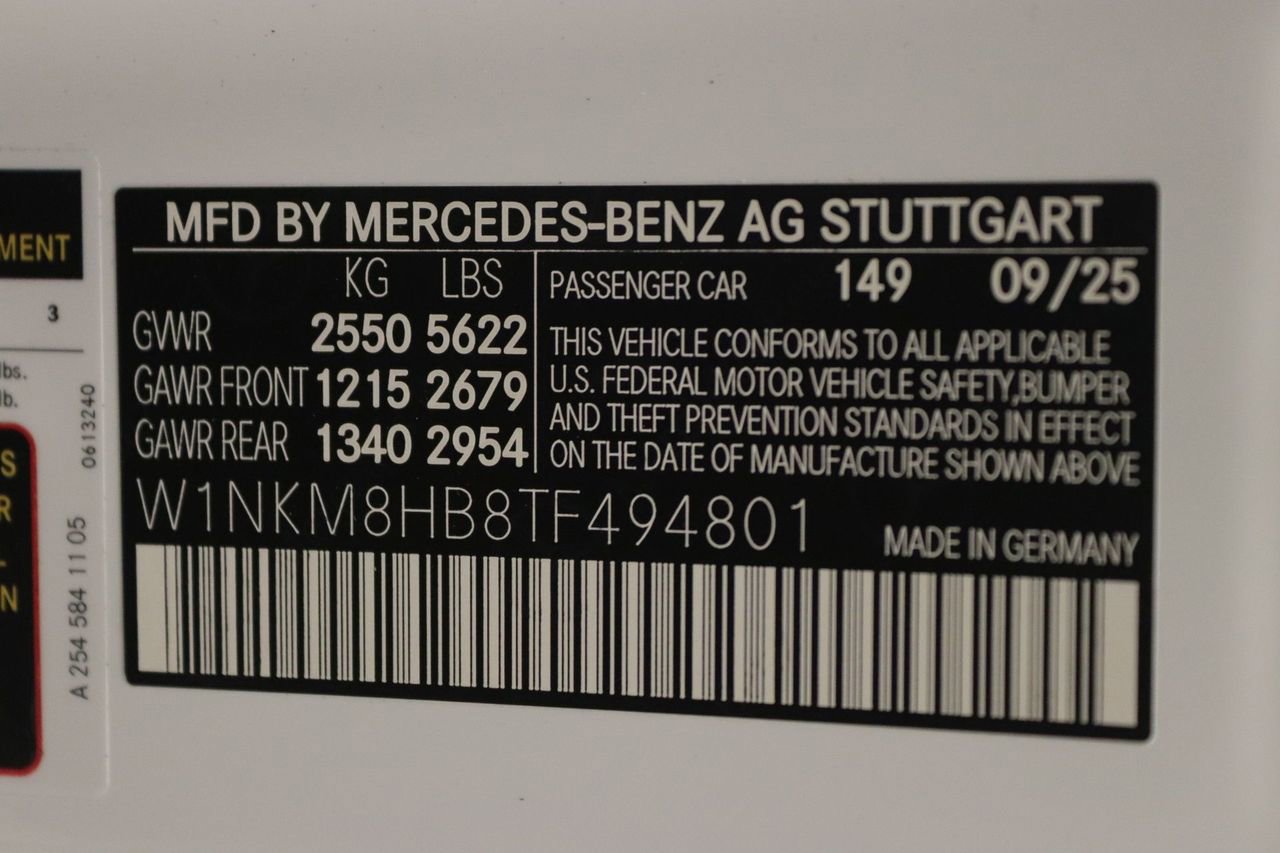 MFD BY MERCEDES-BENZ AG STUTTGART
KG LBS
GVWR 2550 5622
GAWR FRONT 1215 2679
GAWR REAR 1340 2954
PASSENGER CAR 149 09/25
THIS VEHICLE CONFORMS TO ALL APPLICABLE
U.S. FEDERAL MOTOR VEHICLE SAFETY,BUMPER
AND THEFT PREVENTION STANDARDS IN EFFECT
ON THE DATE OF MANUFACTURE SHOWN ABOVE
W1NKM8HB8TF494801
MADE IN GERMANY
MENT
3
lbs.
lb.
S
R
-
N
A 254 584 11 05
0613240